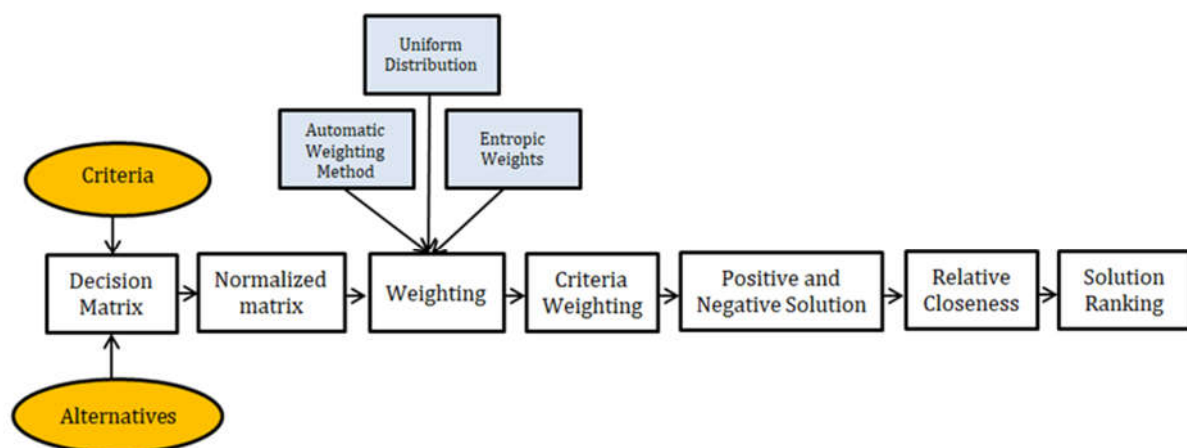 Uniform
Distribution
Automatic
Weighting
Method
Entropic
Weights
Criteria
Decision
Matrix
Normalized
matrix
Weighting
Criteria
Weighting
Positive and
Negative Solution
Relative
Closeness
Solution
Ranking
Alternatives